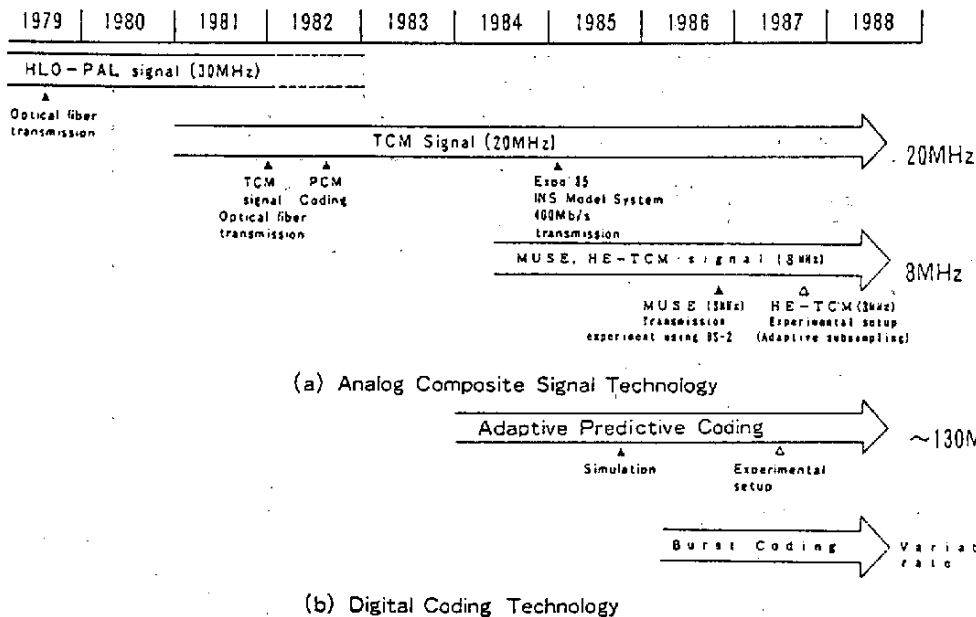 1979 1980 1981 1982 1983 1984 1985 1986 1987 1988
HLO-PAL signal (30MHz)
Optical fiber
transmission
TCM Signal (20MHz)
20MHz
TCM
signal
Optical fiber
transmission
PCM
Coding
Expo'85
INS Model System
400Mb/s
transmission
MUSE, HE-TCM signal (8MHz)
8MHz
MUSE (8MHz)
Transmission
experiment using BS-2
HE-TCM (8MHz)
Experimental setup
(Adaptive subsampling)
(a) Analog Composite Signal Technology
Adaptive Predictive Coding
~130M
Simulation
Experimental
setup
Burst Coding
Variat
rate
(b) Digital Coding Technology